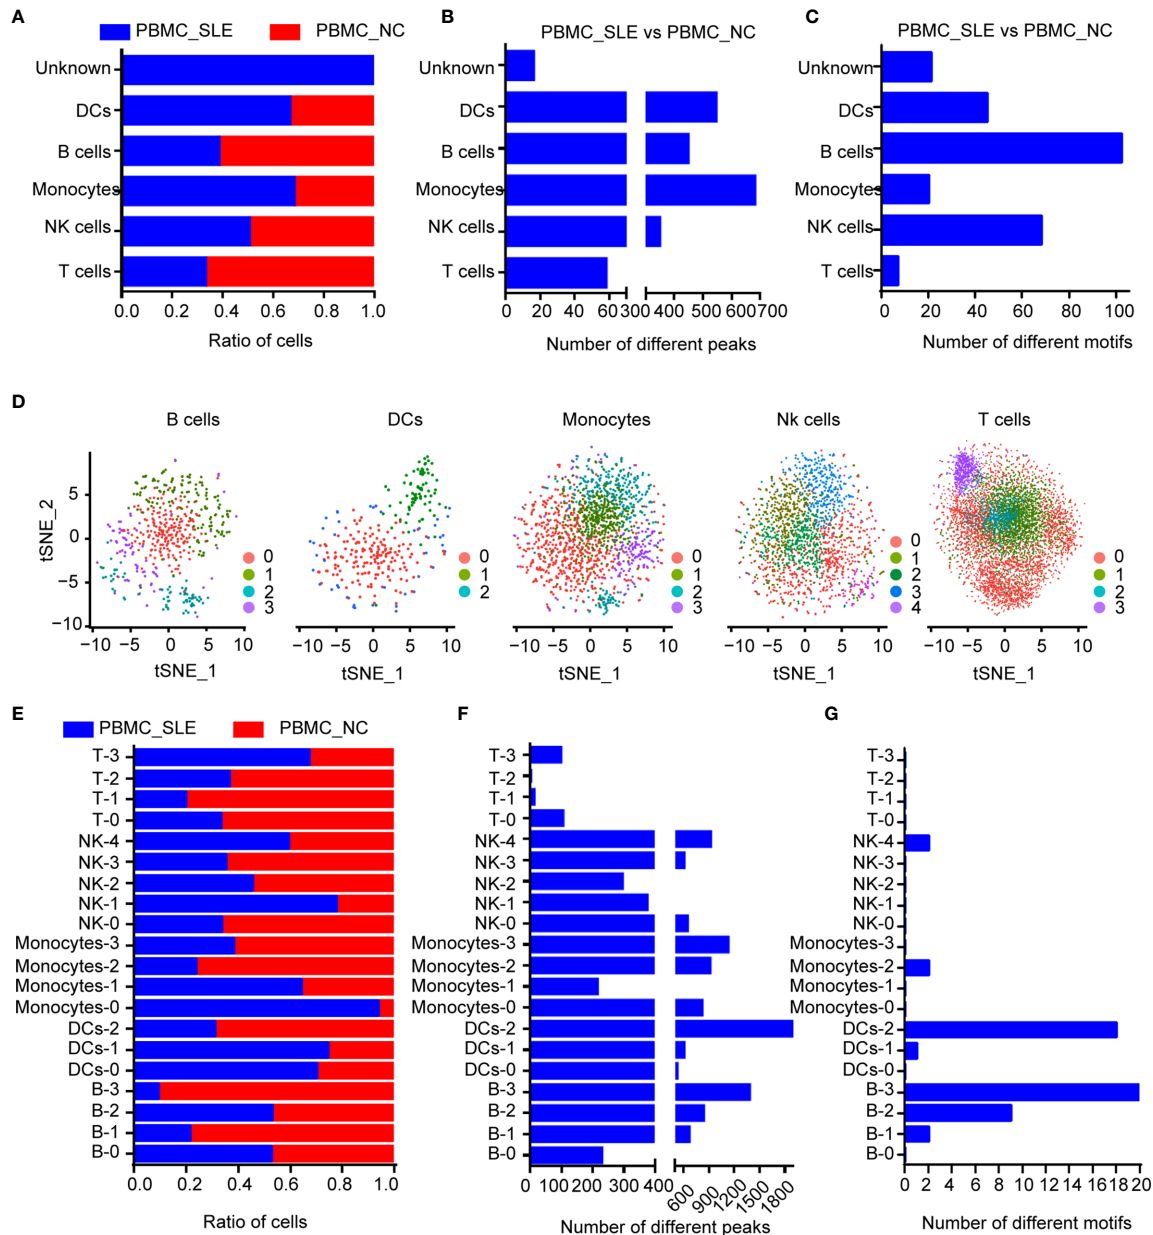 A
PBMC_SLE PBMC_NC
Unknown
DCs
B cells
Monocytes
NK cells
T cells
0.0 0.2 0.4 0.6 0.8 1.0
Ratio of cells
B
PBMC_SLE vs PBMC_NC
Unknown
DCs
B cells
Monocytes
NK cells
T cells
0 20 40 60 300 400 500 600 700
Number of different peaks
C
PBMC_SLE vs PBMC_NC
Unknown
DCs
B cells
Monocytes
NK cells
T cells
0 20 40 60 80 100
Number of different motifs
D
B cells
tSNE_2
5
0
−5
−10
0
1
2
3
−10 −5 0 5 10
tSNE_1
DCs
0
1
2
−10 −5 0 5 10
tSNE_1
Monocytes
0
1
2
3
−10 −5 0 5 10
tSNE_1
Nk cells
0
1
2
3
4
−10 −5 0 5 10
tSNE_1
T cells
0
1
2
3
−10 −5 0 5 10
tSNE_1
E
PBMC_SLE PBMC_NC
T-3
T-2
T-1
T-0
NK-4
NK-3
NK-2
NK-1
NK-0
Monocytes-3
Monocytes-2
Monocytes-1
Monocytes-0
DCs-2
DCs-1
DCs-0
B-3
B-2
B-1
B-0
0.0 0.2 0.4 0.6 0.8 1.0
Ratio of cells
F
T-3
T-2
T-1
T-0
NK-4
NK-3
NK-2
NK-1
NK-0
Monocytes-3
Monocytes-2
Monocytes-1
Monocytes-0
DCs-2
DCs-1
DCs-0
B-3
B-2
B-1
B-0
0 100 200 300 400 600 900 1200 1500 1800
Number of different peaks
G
T-3
T-2
T-1
T-0
NK-4
NK-3
NK-2
NK-1
NK-0
Monocytes-3
Monocytes-2
Monocytes-1
Monocytes-0
DCs-2
DCs-1
DCs-0
B-3
B-2
B-1
B-0
0 2 4 6 8 10 12 14 16 18 20
Number of different motifs